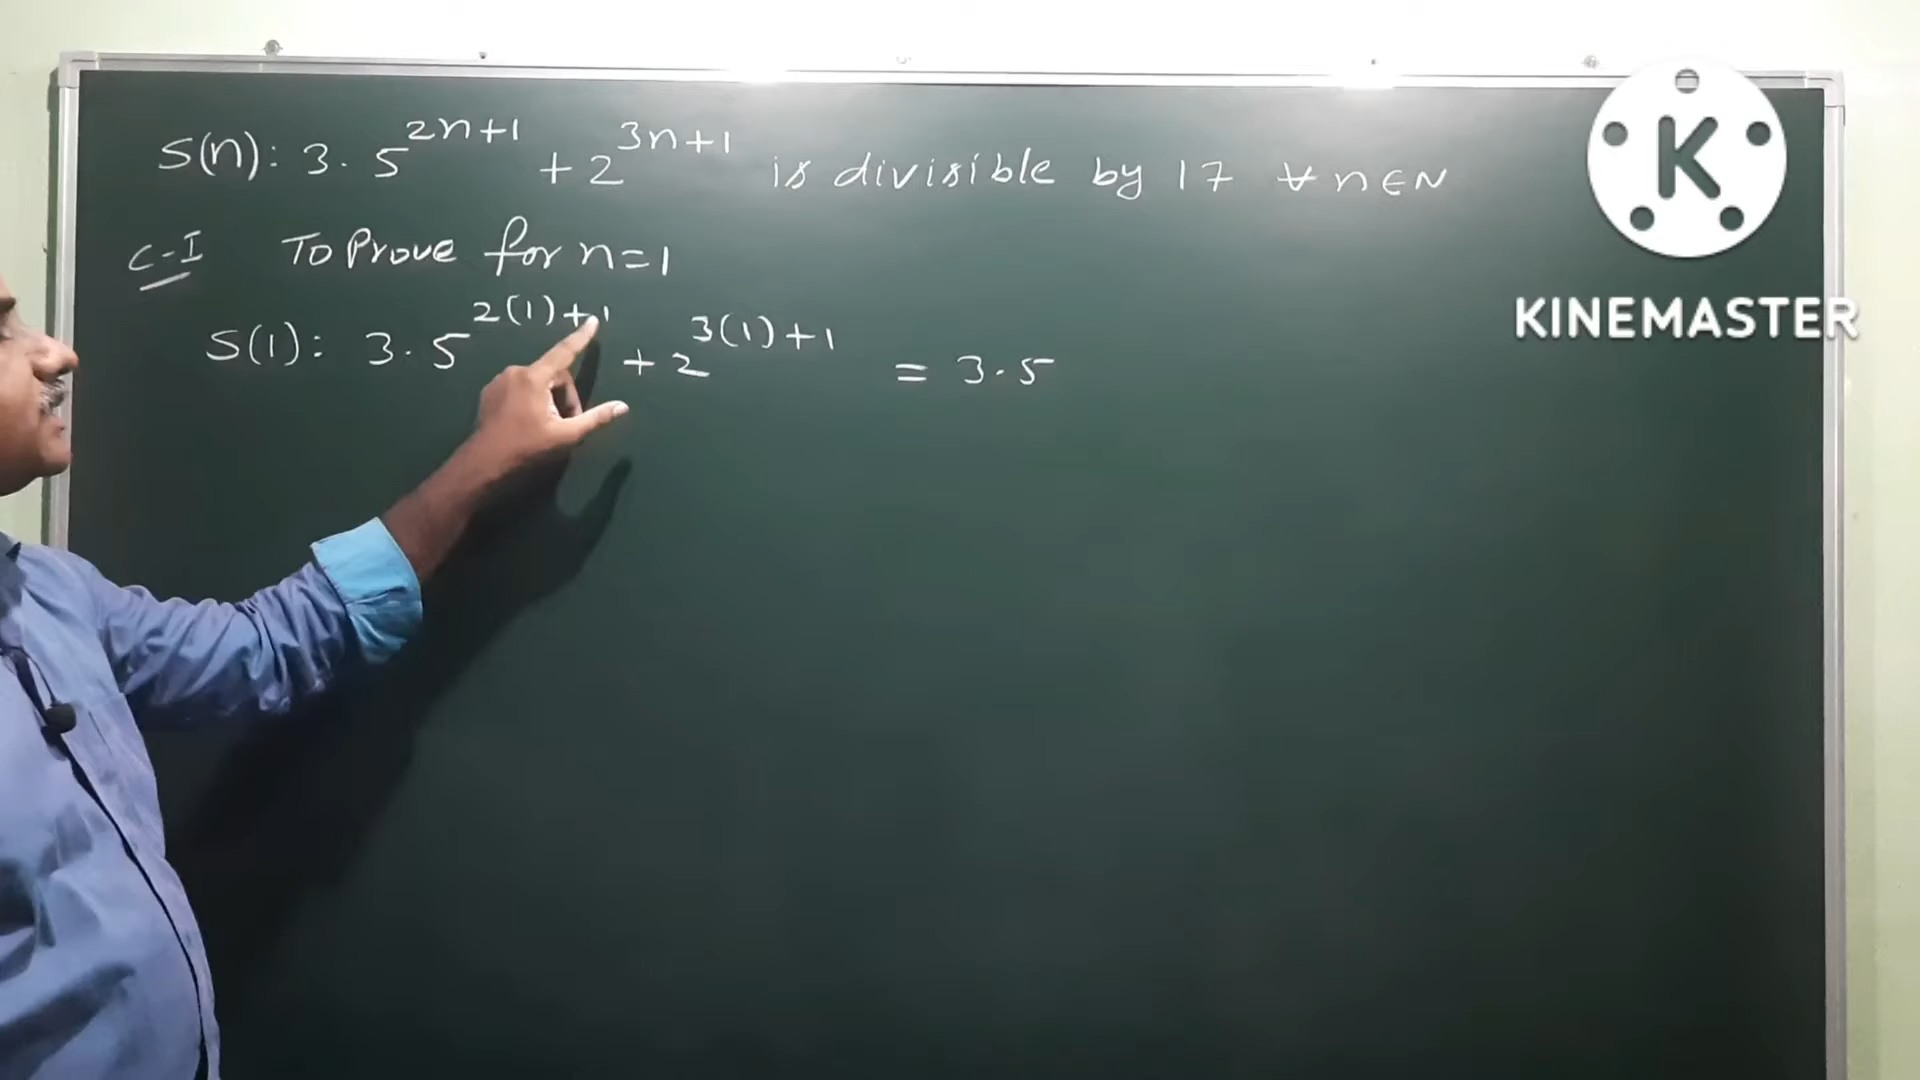 S(n): 3. 5^{2n+1} + 2^{3n+1} is divisible by 17 ∀ n∈N
C-I To Prove for n=1
S(1): 3. 5^{2(1)+1} + 2^{3(1)+1} = 3.5
K
KINEMASTER